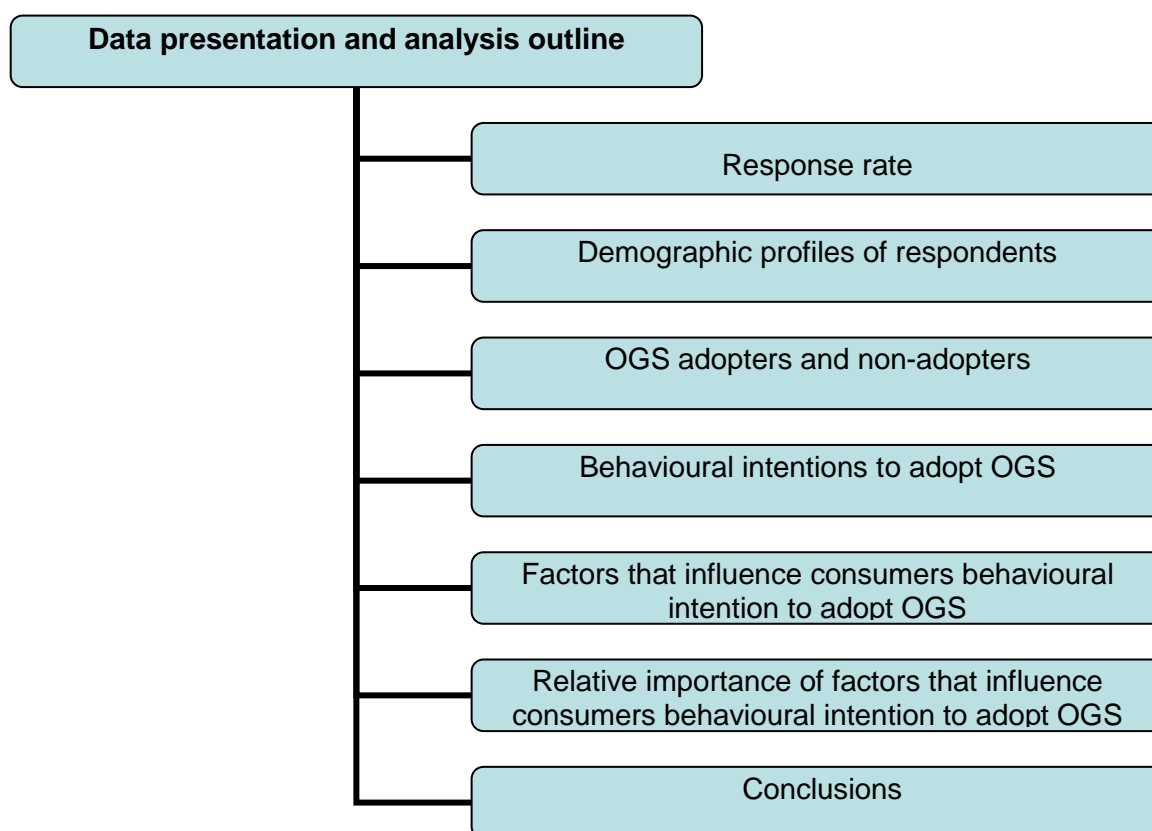 Data presentation and analysis outline
Response rate
Demographic profiles of respondents
OGS adopters and non-adopters
Behavioural intentions to adopt OGS
Factors that influence consumers behavioural
intention to adopt OGS
Relative importance of factors that influence
consumers behavioural intention to adopt OGS
Conclusions